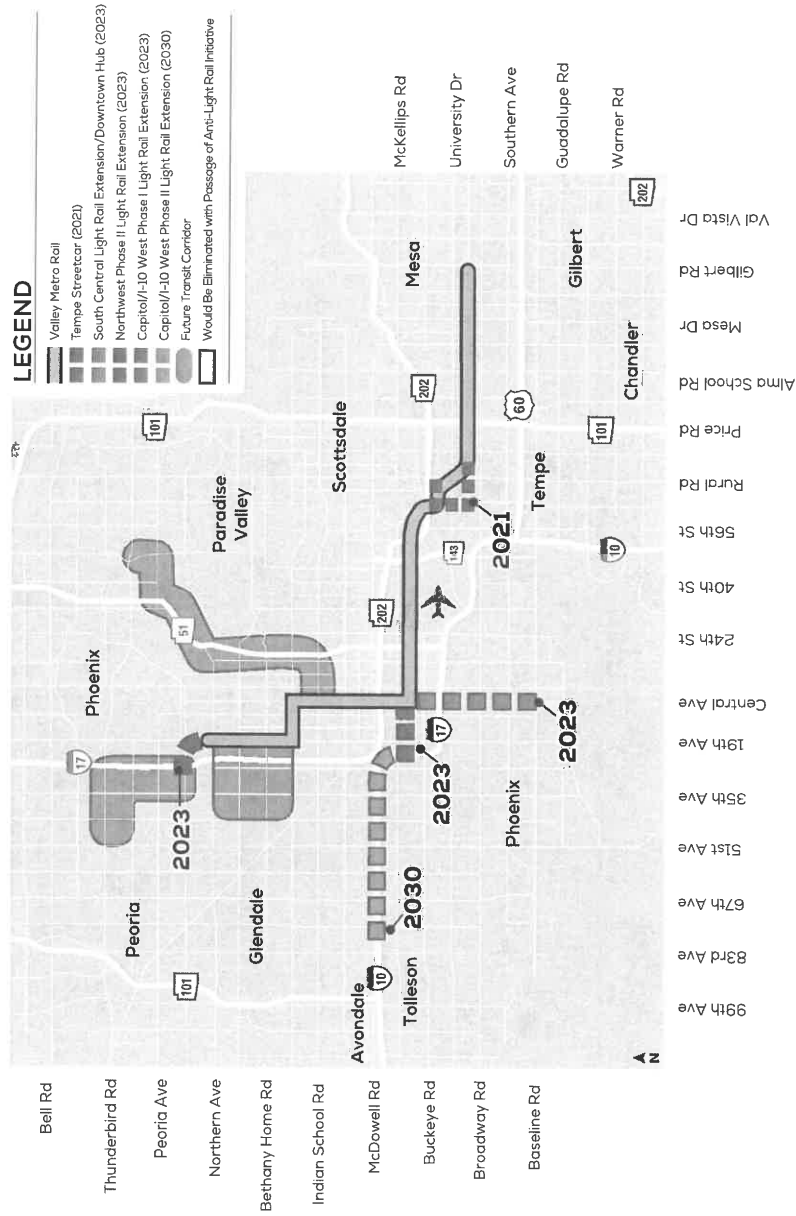 LEGEND
Valley Metro Rail
Tempe Streetcar (2021)
South Central Light Rail Extension/Downtown Hub (2023)
Northwest Phase II Light Rail Extension (2023)
Capitol/I-10 West Phase I Light Rail Extension (2023)
Capitol/I-10 West Phase II Light Rail Extension (2030)
Future Transit Corridor
Would Be Eliminated with Passage of Anti-Light Rail Initiative
Bell Rd
Thunderbird Rd
Peoria Ave
Northern Ave
Bethany Home Rd
Indian School Rd
McDowell Rd
Buckeye Rd
Broadway Rd
Baseline Rd
McKellips Rd
University Dr
Southern Ave
Guadalupe Rd
Warner Rd
99th Ave
83rd Ave
67th Ave
51st Ave
35th Ave
19th Ave
Central Ave
24th St
40th St
56th St
Rural Rd
Price Rd
Alma School Rd
Mesa Dr
Gilbert Rd
Val Vista Dr
Phoenix
17
101
Peoria
101
2023
51
Paradise
Valley
Glendale
Scottsdale
Avondale
10
202
Tolleson
2030
2023
17
143
202
Mesa
2021
60
Tempe
Phoenix
2023
Gilbert
101
10
Chandler
202
N